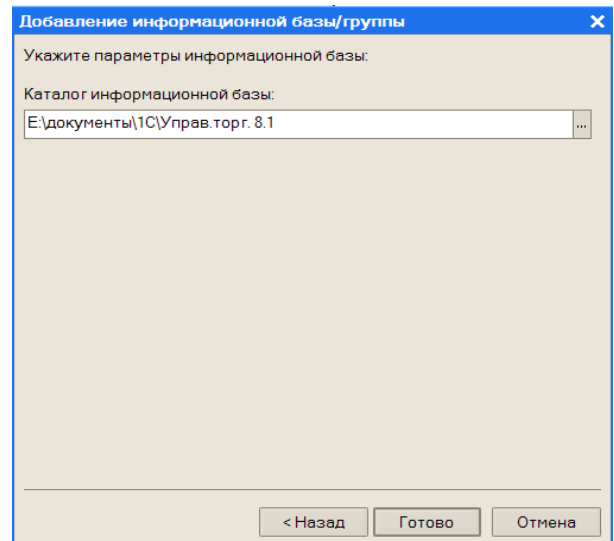 Добавление информационной базы/группы
Укажите параметры информационной базы:
Каталог информационной базы:
E:\документы\1С\Управ.торг. 8.1
...
< Назад
Готово
Отмена